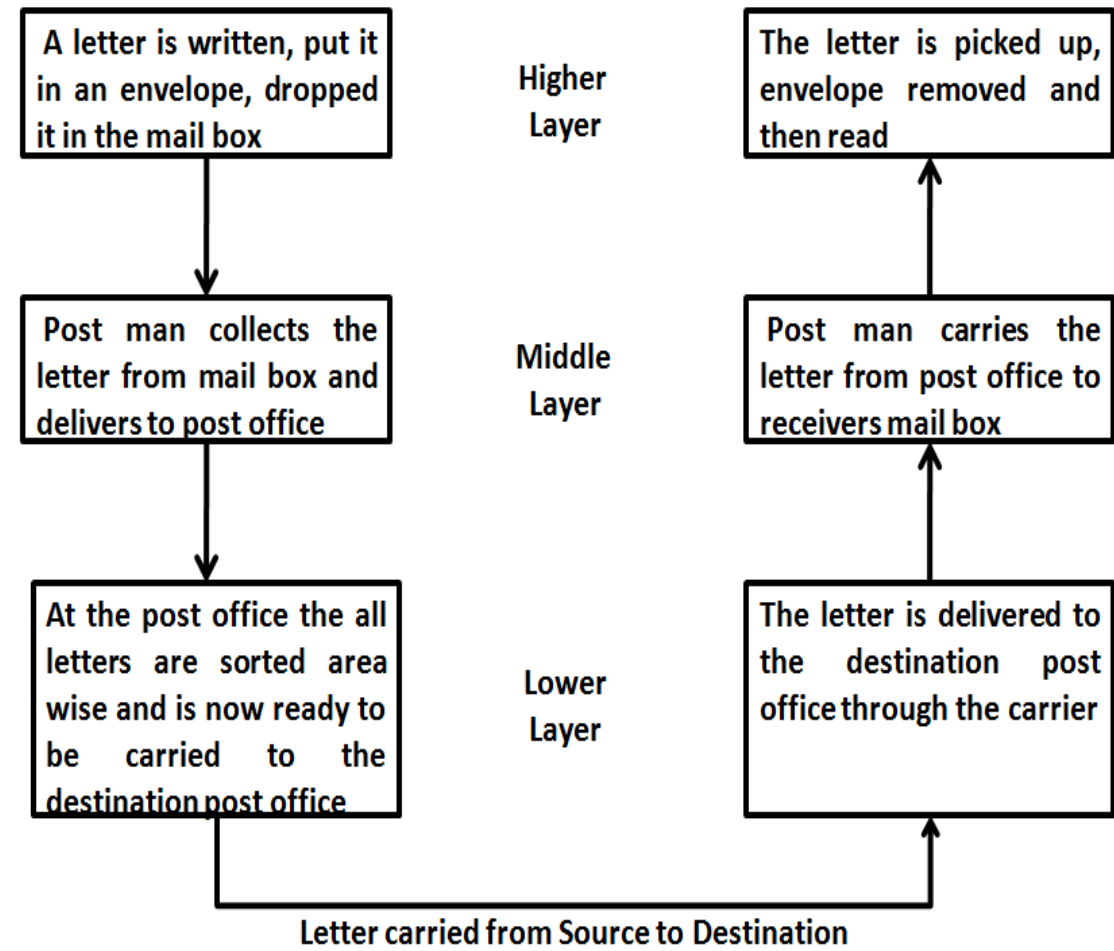 A letter is written, put it
in an envelope, dropped
it in the mail box
Higher
Layer
The letter is picked up,
envelope removed and
then read
Post man collects the
letter from mail box and
delivers to post office
Middle
Layer
Post man carries the
letter from post office to
receivers mail box
At the post office the all
letters are sorted area
wise and is now ready to
be carried to the
destination post office
Lower
Layer
The letter is delivered to
the destination post
office through the carrier
Letter carried from Source to Destination